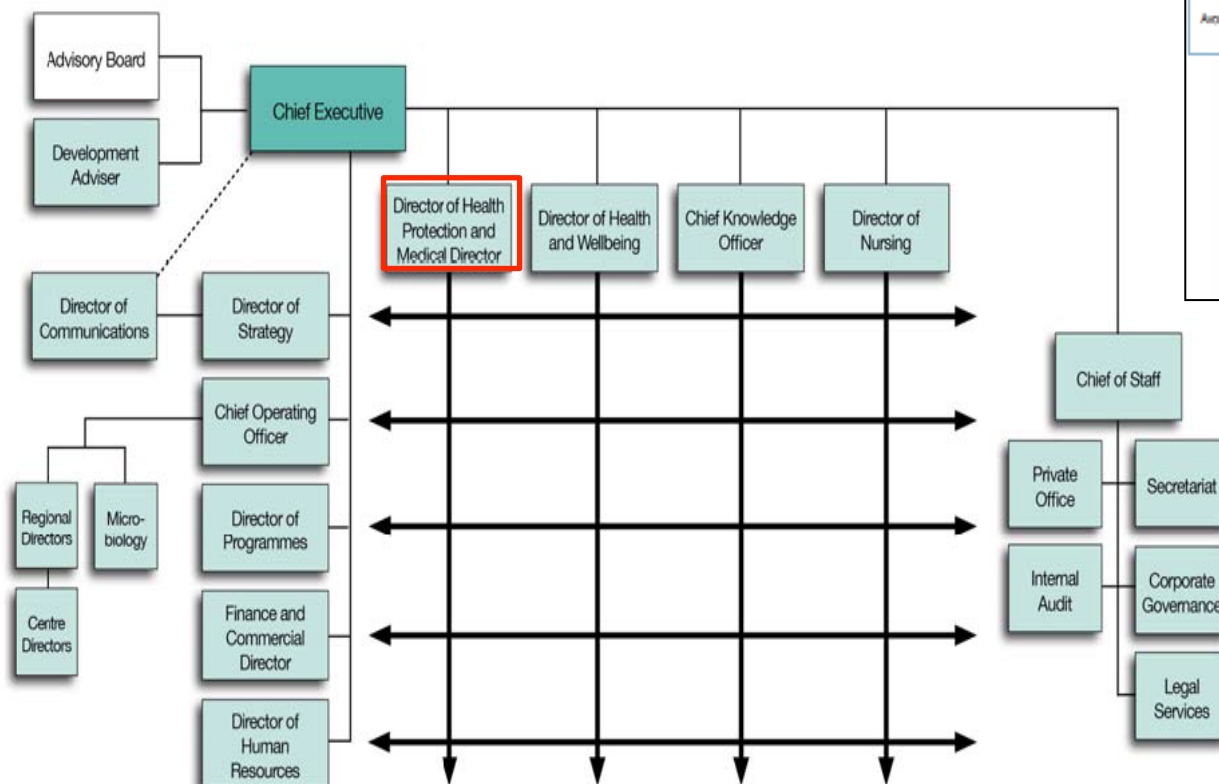 Advisory Board
Chief Executive
Development
Adviser
Director of Health
Protection and
Medical Director
Director of Health
and Wellbeing
Chief Knowledge
Officer
Director of
Nursing
Director of
Communications
Director of
Strategy
Chief of Staff
Chief Operating
Officer
Regional
Directors
Micro-
biology
Private
Office
Secretariat
Director of
Programmes
Internal
Audit
Corporate
Governance
Centre
Directors
Finance and
Commercial
Director
Legal
Services
Director of
Human
Resources